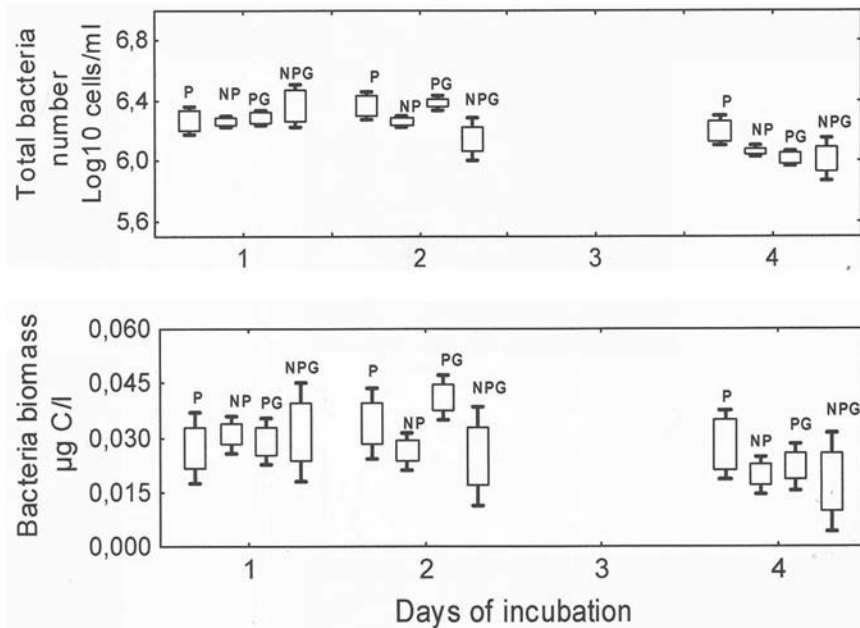 Total bacteria
number
Log10 cells/ml
6,8
6,4
6,0
5,6
P NP PG NPG P NP PG NPG P NP PG NPG
1 2 3 4
Bacteria biomass
µg C/l
0,060
0,045
0,030
0,015
0,000
P NP PG NPG P NP PG NPG P NP PG NPG
1 2 3 4
Days of incubation